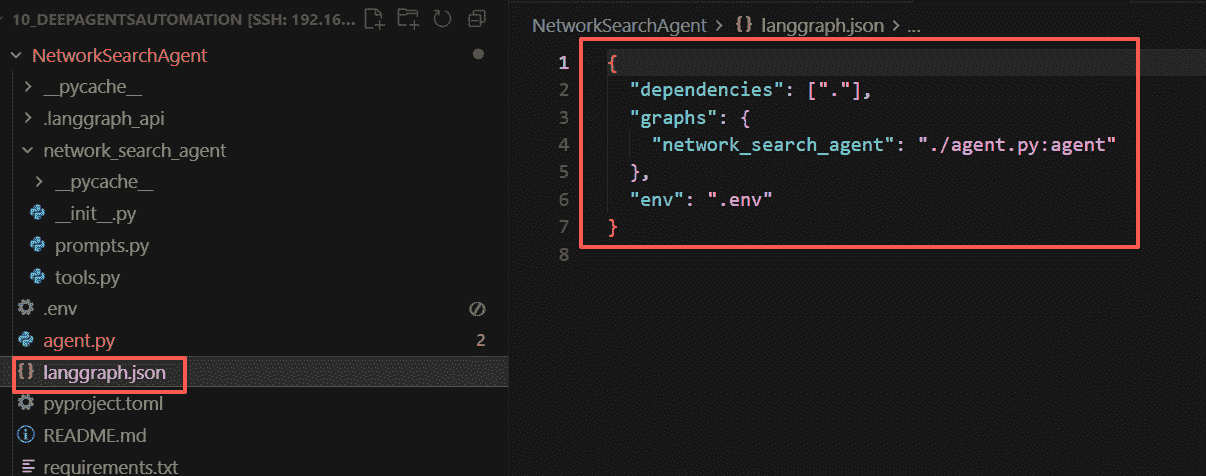 10_DEEPAGENTSAUTOMATION [SSH: 192.16...
NetworkSearchAgent
__pycache__
.langgraph_api
network_search_agent
__pycache__
__init__.py
prompts.py
tools.py
.env
agent.py 2
langgraph.json
pyproject.toml
README.md
requirements.txt
NetworkSearchAgent > {} langgraph.json > ...
1 {
2 "dependencies": ["."],
3 "graphs": {
4 "network_search_agent": "./agent.py:agent"
5 },
6 "env": ".env"
7 }
8